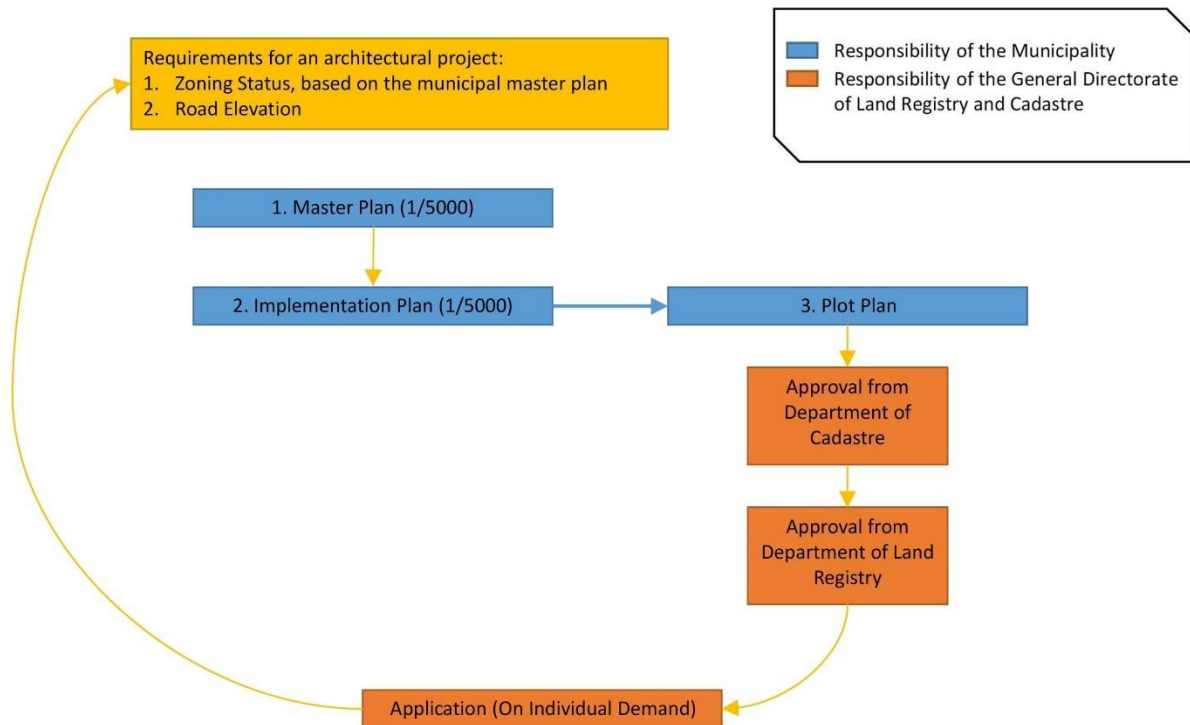 Requirements for an architectural project:
1. Zoning Status, based on the municipal master plan
2. Road Elevation
Responsibility of the Municipality
Responsibility of the General Directorate
of Land Registry and Cadastre
1. Master Plan (1/5000)
2. Implementation Plan (1/5000)
3. Plot Plan
Approval from
Department of
Cadastre
Approval from
Department of Land
Registry
Application (On Individual Demand)